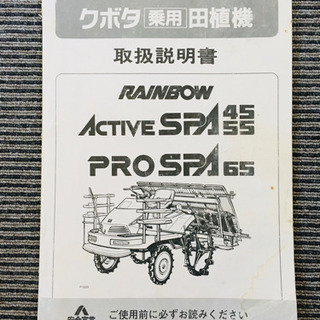 クボタ乗用田植機
取扱説明書
RAINBOW
ACTIVE SPA 45 55
PRO SPA 65
ご使用前に必ずお読みください